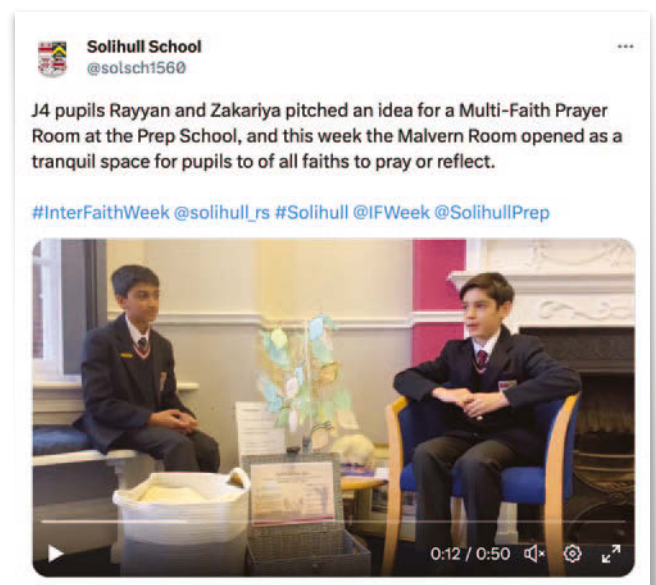 Solihull School
@solsch1560
J4 pupils Rayyan and Zakariya pitched an idea for a Multi-Faith Prayer
Room at the Prep School, and this week the Malvern Room opened as a
tranquil space for pupils to of all faiths to pray or reflect.
#InterFaithWeek @solihull_rs #Solihull @IFWeek @SolihullPrep
0:12 / 0:50